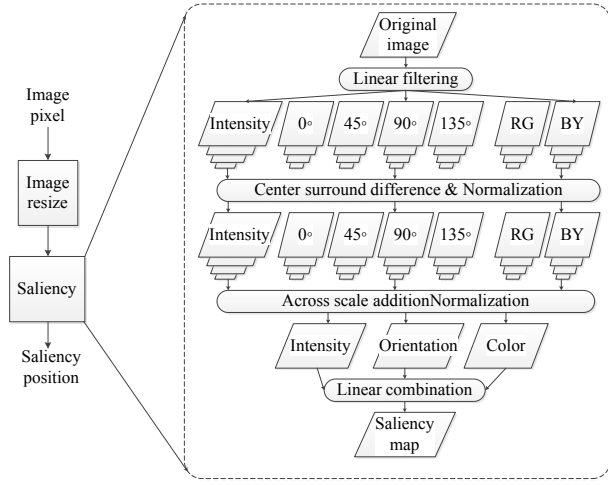 Image
pixel
Image
resize
Saliency
Saliency
position
Original
image
Linear filtering
Intensity 0° 45° 90° 135° RG BY
Center surround difference & Normalization
Intensity 0° 45° 90° 135° RG BY
Across scale additionNormalization
Intensity Orientation Color
Linear combination
Saliency
map